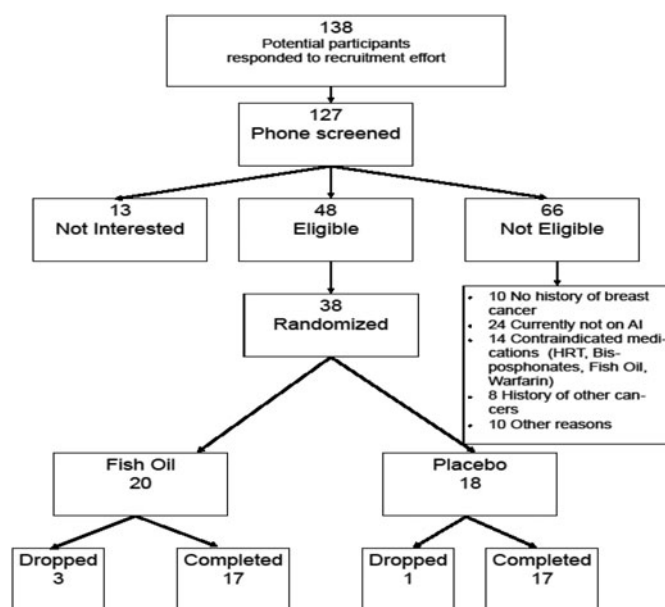 138
Potential participants
responded to recruitment effort
127
Phone screened
13
Not Interested
48
Eligible
66
Not Eligible
• 10 No history of breast
cancer
• 24 Currently not on AI
• 14 Contraindicated medi-
cations (HRT, Bis-
posphonates, Fish Oil,
Warfarin)
• 8 History of other can-
cers
• 10 Other reasons
38
Randomized
Fish Oil
20
Placebo
18
Dropped
3
Completed
17
Dropped
1
Completed
17